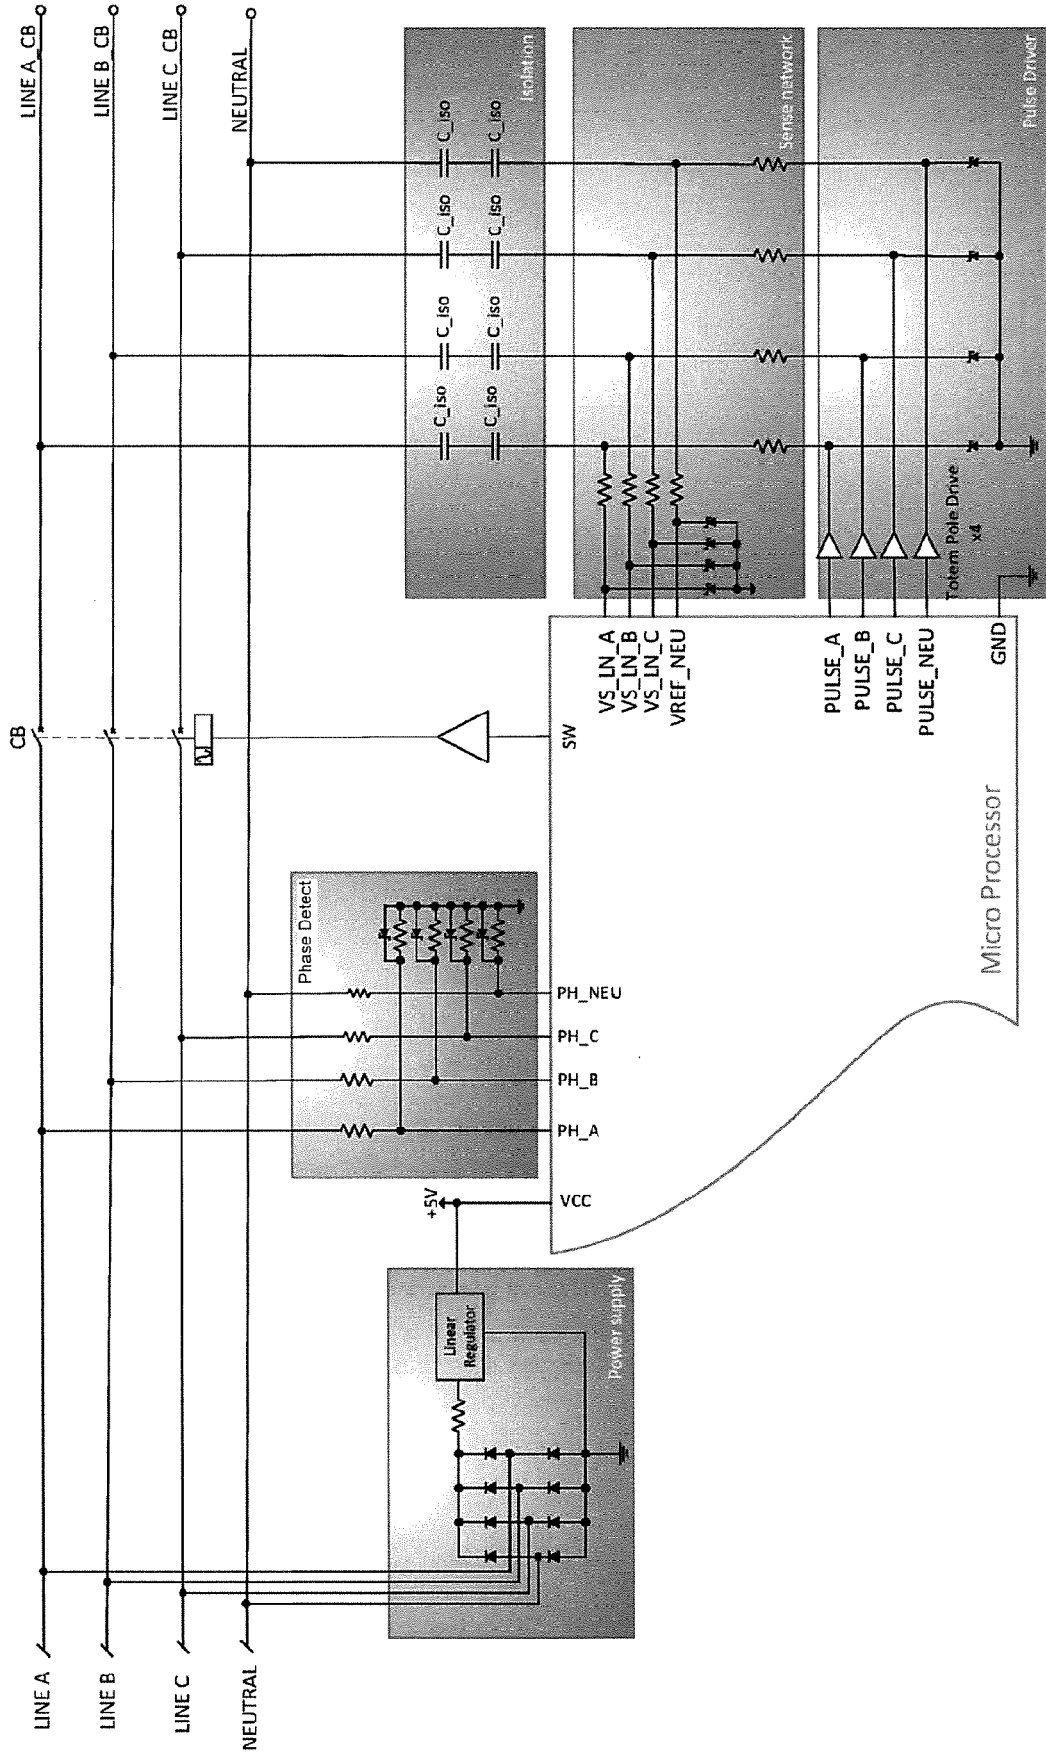 LINE A
LINE B
LINE C
NEUTRAL
Power supply
Linear
Regulator
+5V
VCC
PH_A
PH_B
PH_C
PH_NEU
Phase Detect
Micro Processor
CB
SW
LINE A_CB
LINE B_CB
LINE C_CB
NEUTRAL
Isolation
C_iso
C_iso
C_iso
C_iso
C_iso
C_iso
C_iso
C_iso
Sense network
VS_LN_A
VS_LN_B
VS_LN_C
VREF_NEU
Pulse Driver
Totem Pole Drive
x4
PULSE_A
PULSE_B
PULSE_C
PULSE_NEU
GND